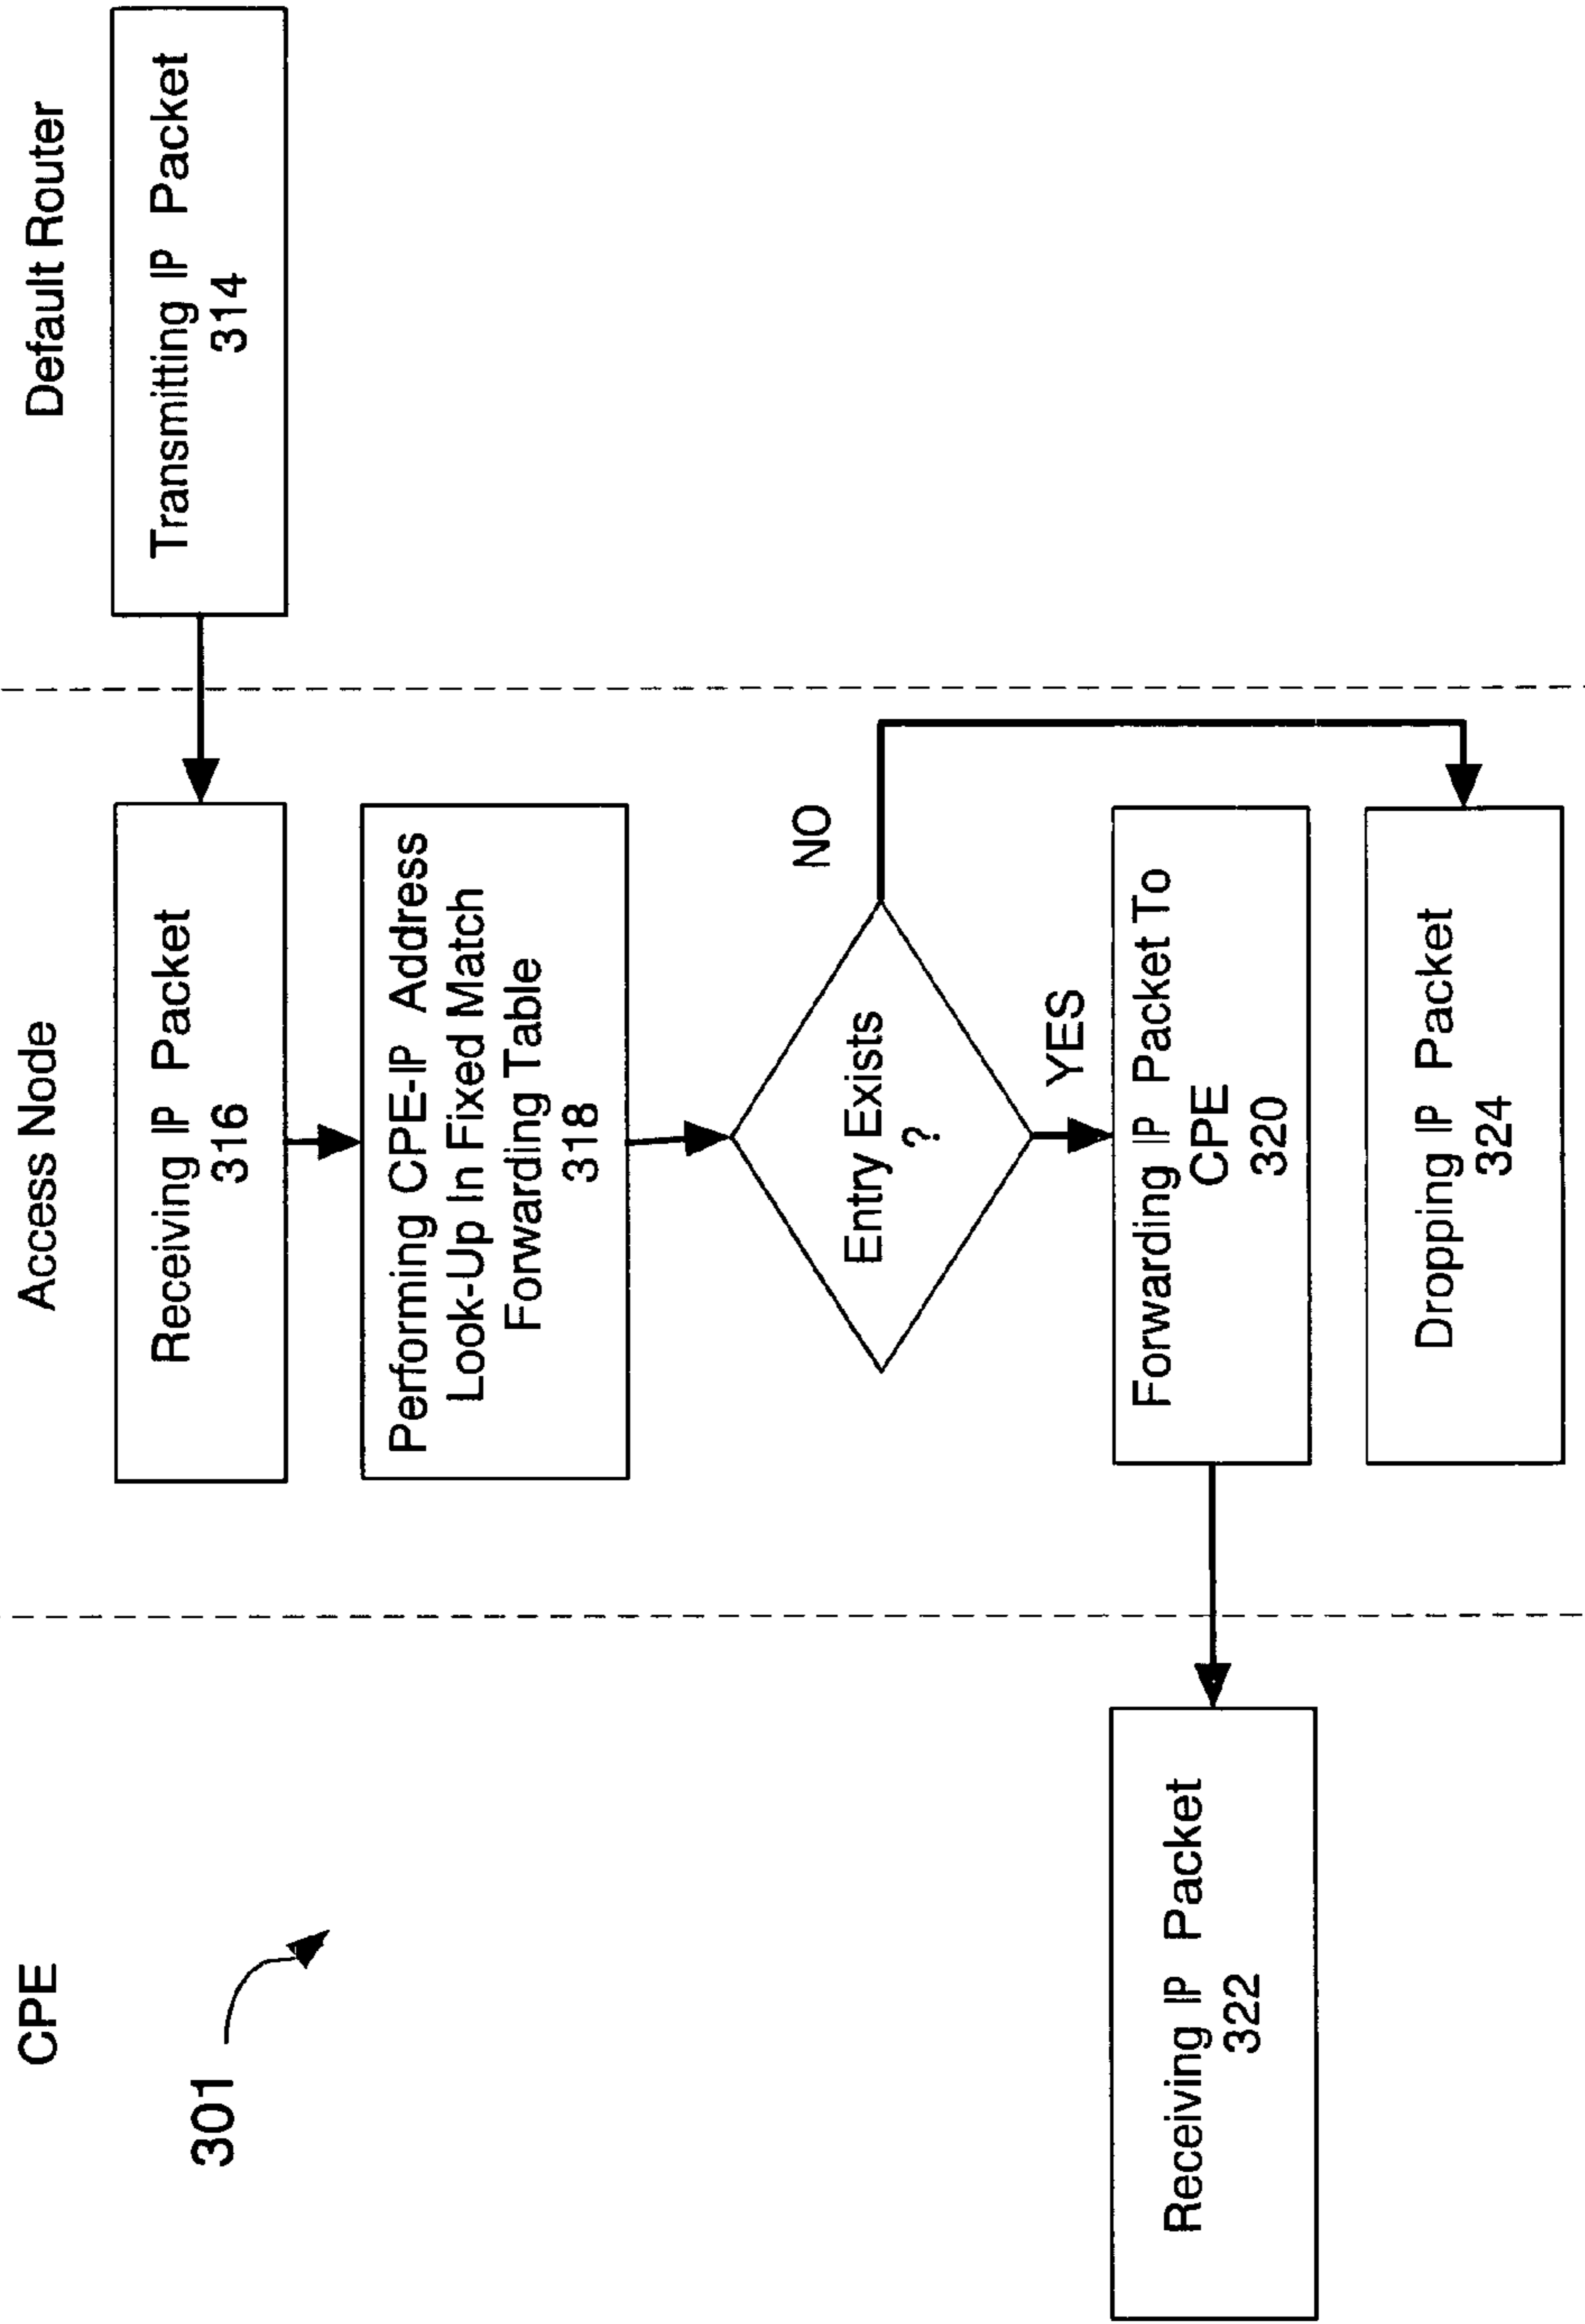 CPE
Access Node
Default Router
301
Transmitting IP Packet
314
Receiving IP Packet
316
Performing CPE-IP Address
Look-Up In Fixed Match
Forwarding Table
318
Entry Exists
?
NO
YES
Forwarding IP Packet To
CPE
320
Receiving IP Packet
322
Dropping IP Packet
324